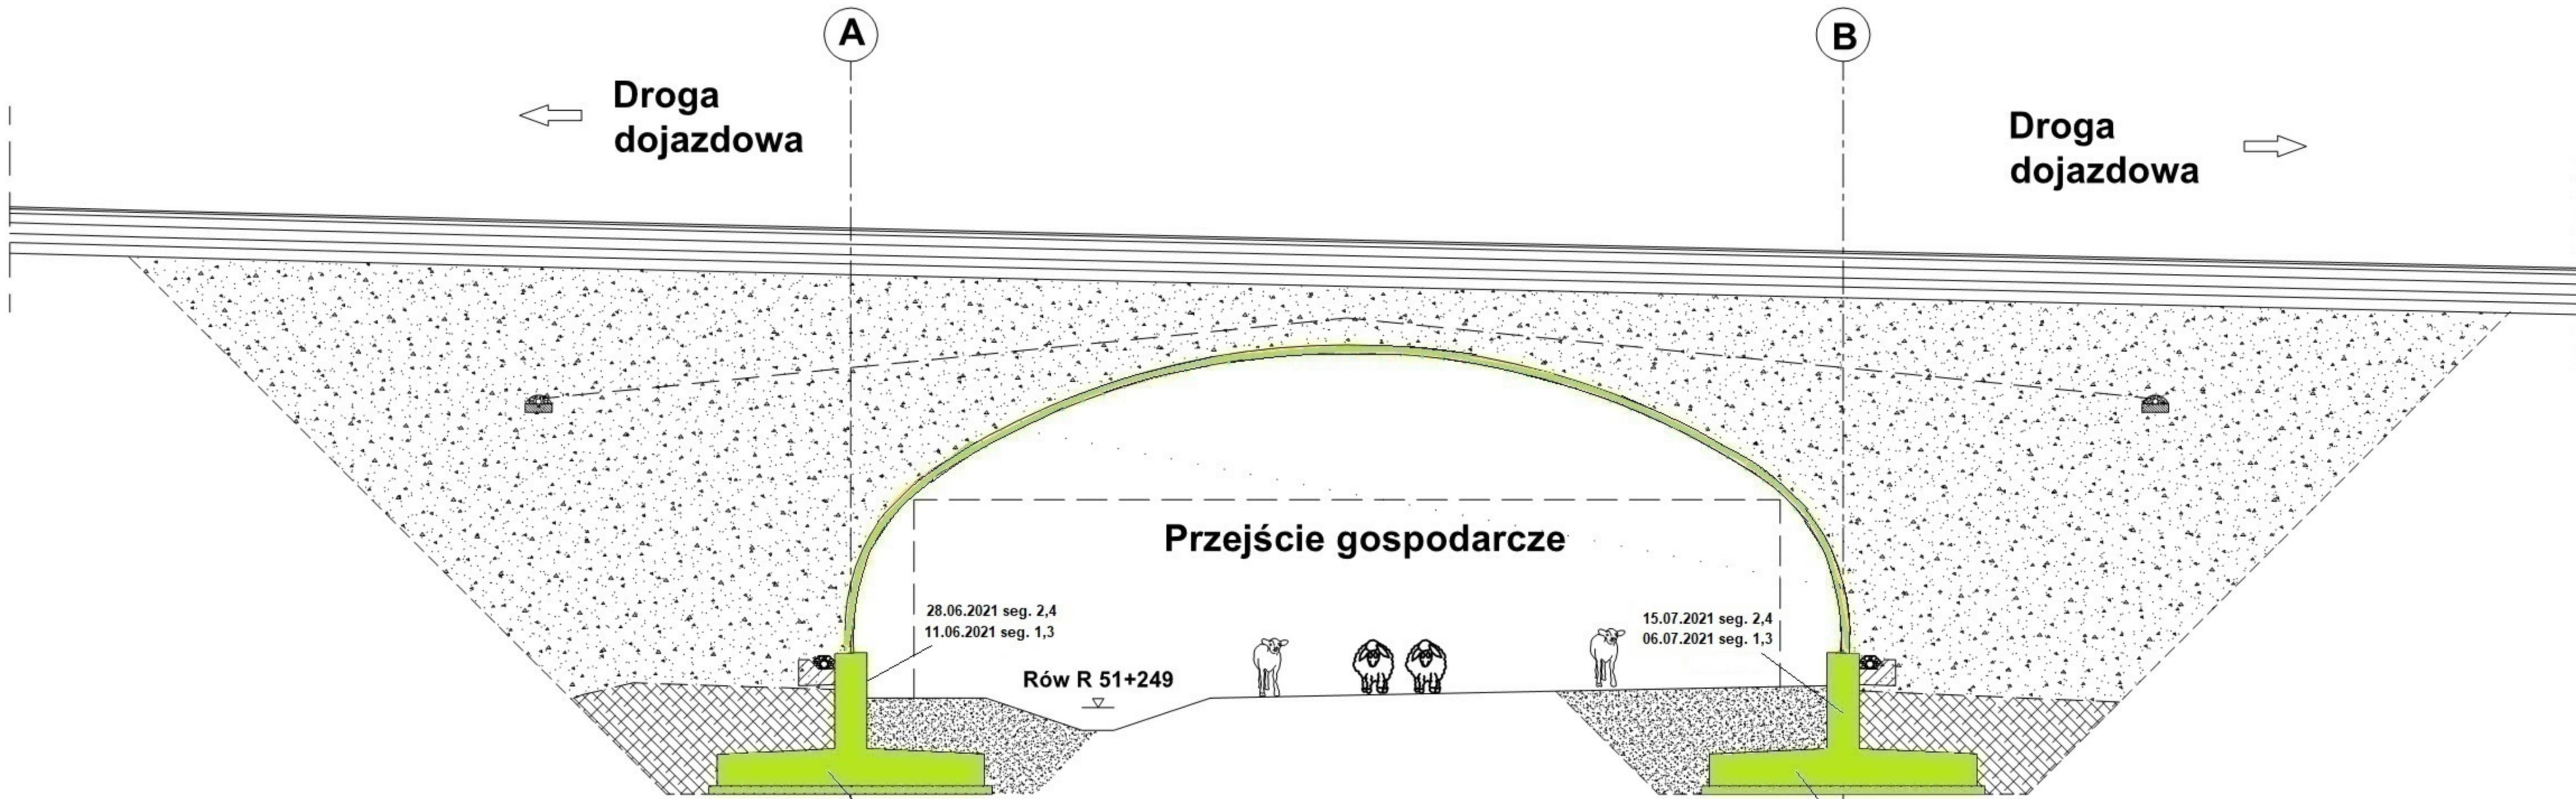 A
B
Droga
dojazdowa
Droga
dojazdowa
Przejście gospodarcze
28.06.2021 seg. 2,4
11.06.2021 seg. 1,3
15.07.2021 seg. 2,4
06.07.2021 seg. 1,3
Rów R 51+249